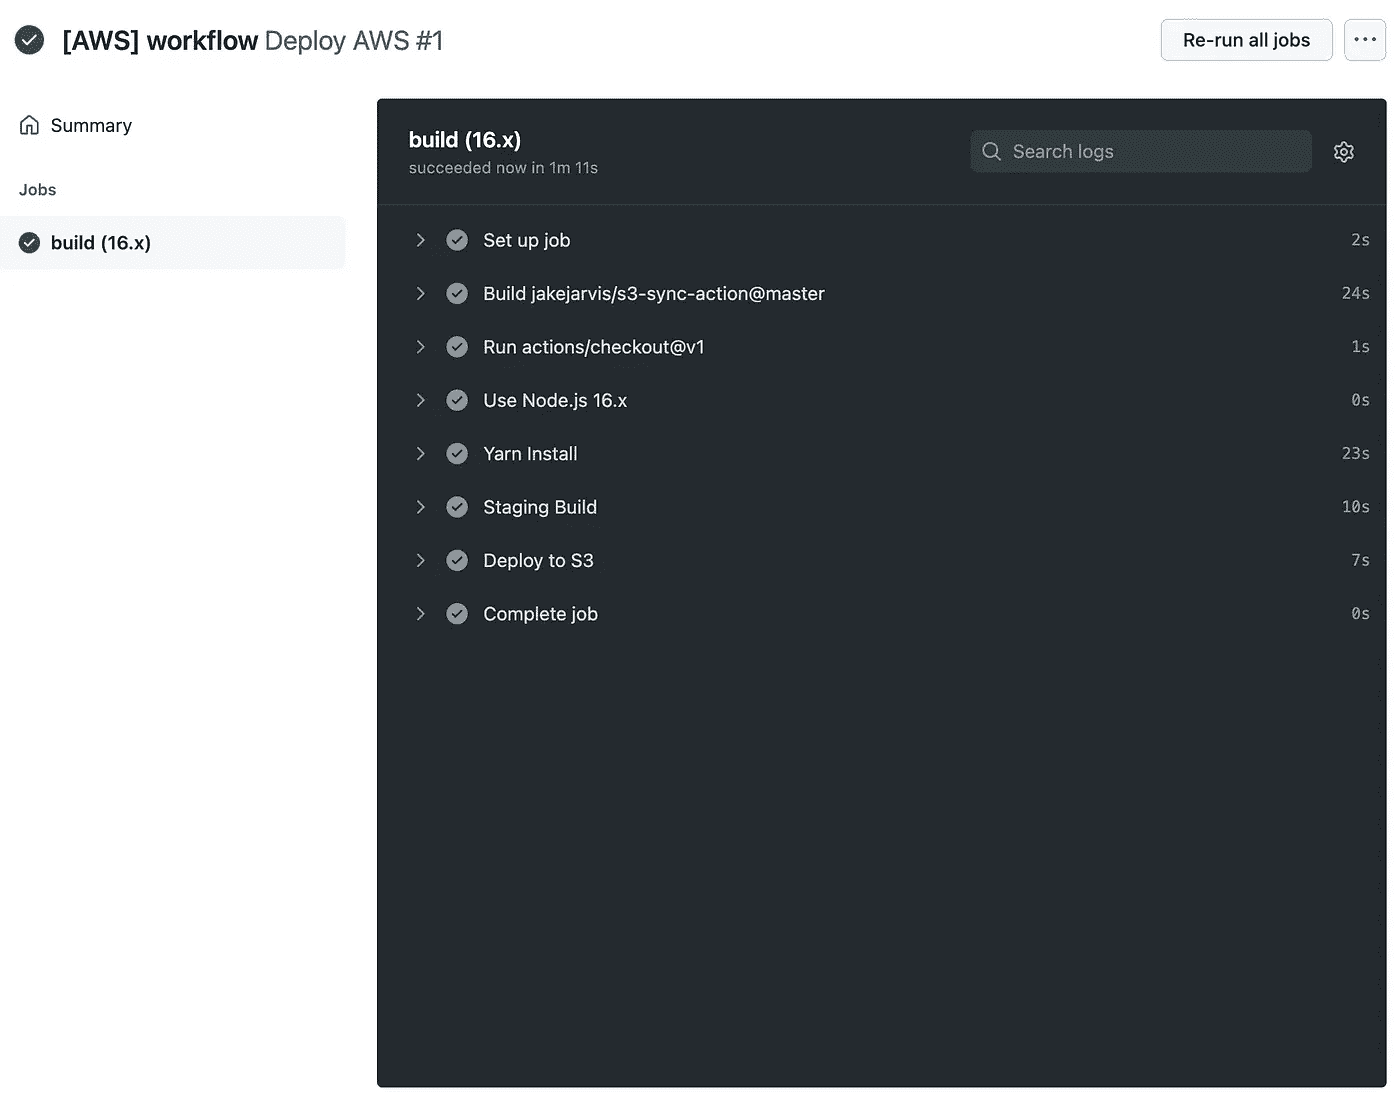 [AWS] workflow Deploy AWS #1
Re-run all jobs
Summary
Jobs
build (16.x)
build (16.x)
succeeded now in 1m 11s
Search logs
Set up job 2s
Build jakejarvis/s3-sync-action@master 24s
Run actions/checkout@v1 1s
Use Node.js 16.x 0s
Yarn Install 23s
Staging Build 10s
Deploy to S3 7s
Complete job 0s